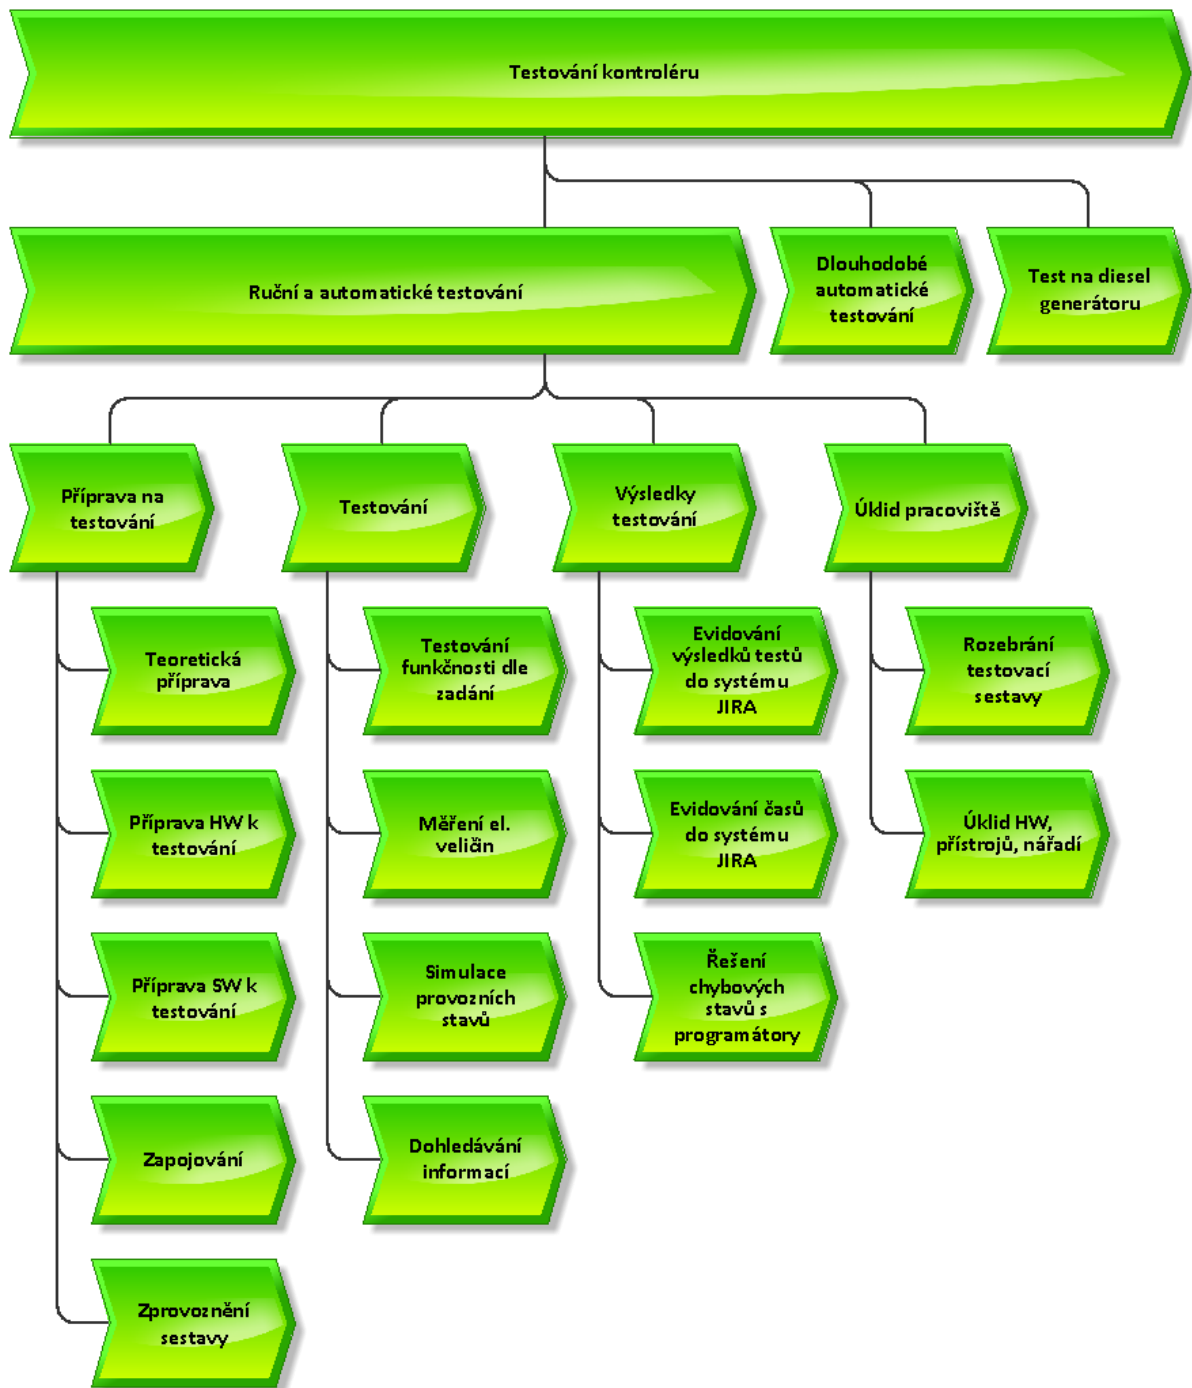 Testování kontroléru
Ruční a automatické testování
Dlouhodobé
automatické
testování
Test na diesel
generátoru
Příprava na
testování
Testování
Výsledky
testování
Úklid pracoviště
Teoretická
příprava
Testování
funkčnosti dle
zadání
Evidování
výsledků testů
do systému
JIRA
Rozebrání
testovací
sestavy
Příprava HW k
testování
Měření el.
veličin
Evidování časů
do systému
JIRA
Úklid HW,
přístrojů, nářadí
Příprava SW k
testování
Simulace
provozních
stavů
Řešení
chybových
stavů s
programátory
Zapojování
Dohledávání
informací
Zprovoznění
sestavy